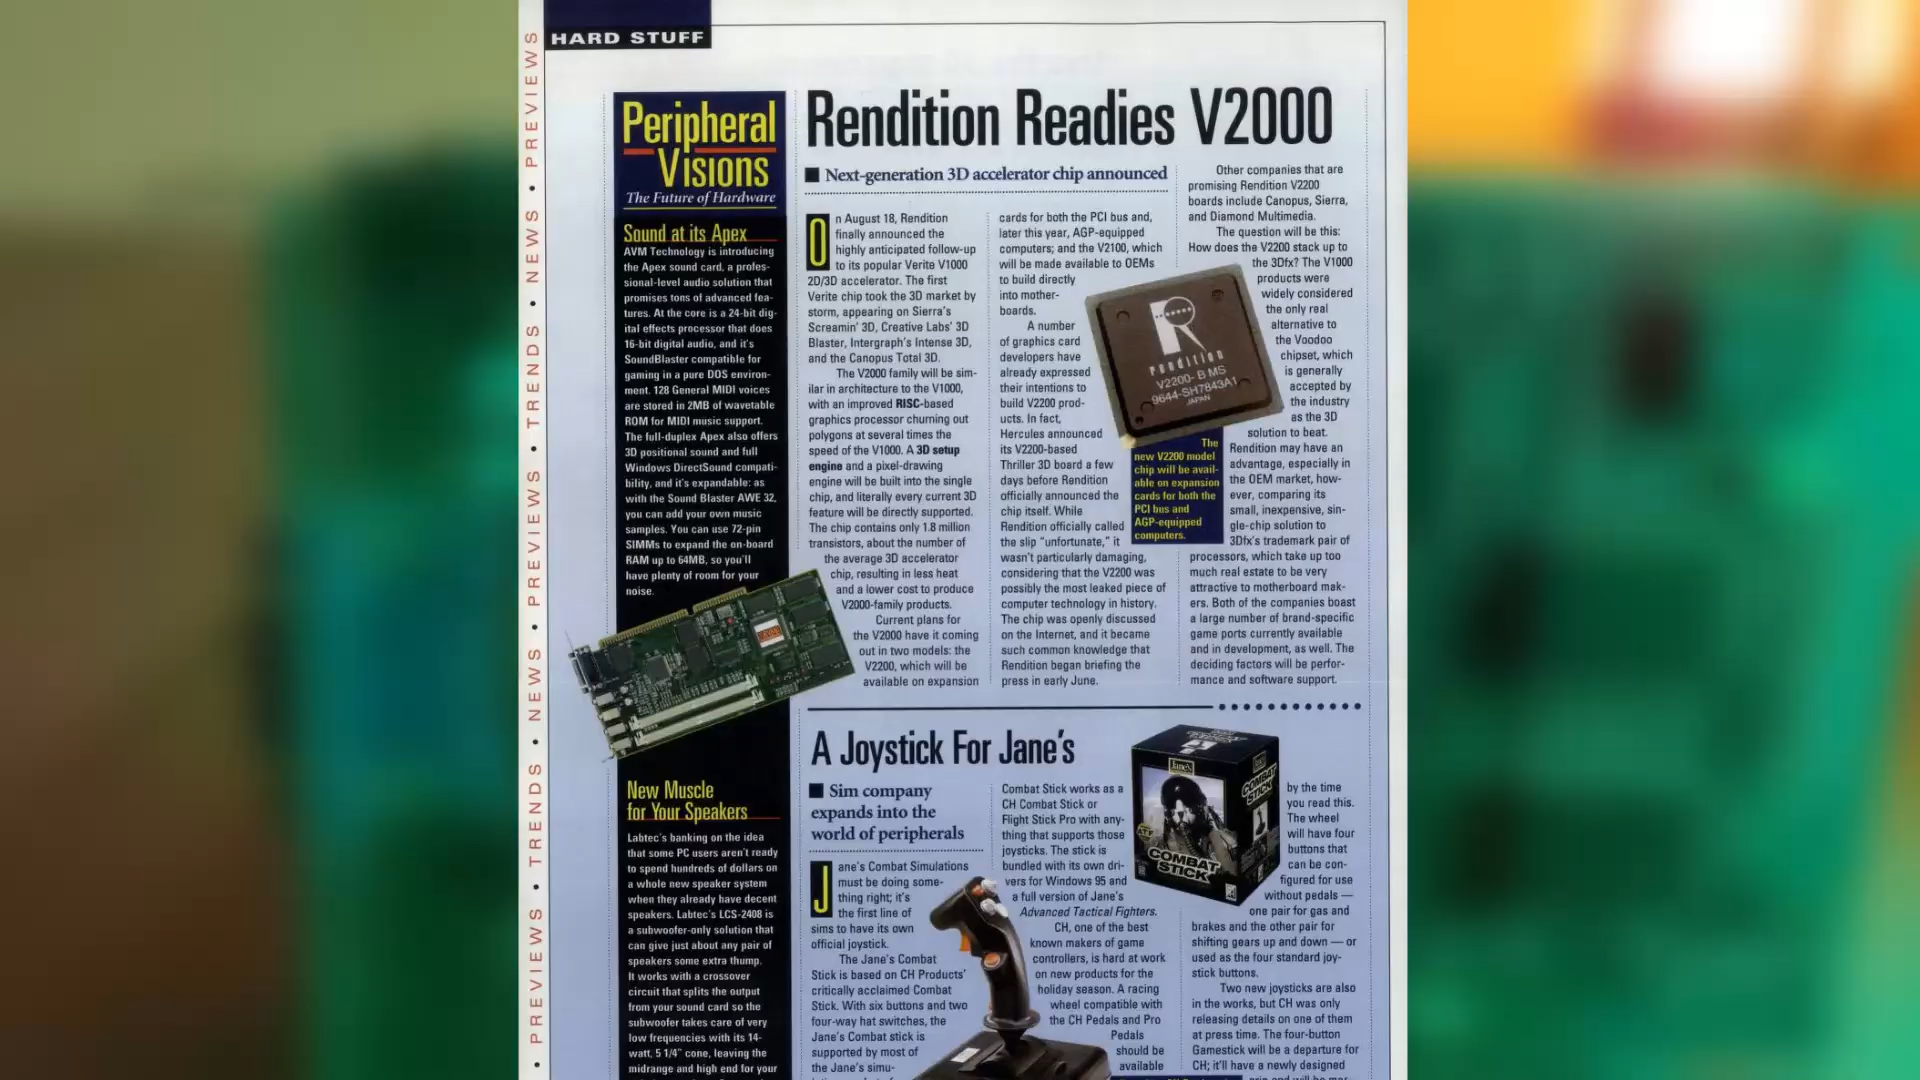 HARD STUFF
PREVIEWS • TRENDS • NEWS • PREVIEWS • TRENDS • NEWS • PREVIEWS
Peripheral
Visions
The Future of Hardware
Sound at its Apex
AVM Technology is introducing
the Apex sound card, a profes-
sional-level audio solution that
promises tons of advanced fea-
tures. At the core is a 24-bit dig-
ital effects processor that does
16-bit digital audio, and it's
SoundBlaster compatible for
gaming in a pure DOS environ-
ment. 128 General MIDI voices
are stored in 2MB of wavetable
ROM for MIDI music support.
The full-duplex Apex also offers
3D positional sound and full
Windows DirectSound compati-
bility, and it's expandable: as
with the Sound Blaster AWE 32,
you can add your own music
samples. You can use 72-pin
SIMMs to expand the on-board
RAM up to 64MB, so you'll
have plenty of room for your
noise.
New Muscle
for Your Speakers
Labtec's banking on the idea
that some PC users aren't ready
to spend hundreds of dollars on
a whole new speaker system
when they already have decent
speakers. Labtec's LCS-2408 is
a subwoofer-only solution that
can give just about any pair of
speakers some extra thump.
It works with a crossover
circuit that splits the output
from your sound card so the
subwoofer takes care of very
low frequencies with its 14-
watt, 5 1/4" cone, leaving the
midrange and high end for your
Rendition Readies V2000
Next-generation 3D accelerator chip announced
On August 18, Rendition
finally announced the
highly anticipated follow-up
to its popular Verite V1000
2D/3D accelerator. The first
Verite chip took the 3D market by
storm, appearing on Sierra's
Screamin' 3D, Creative Labs' 3D
Blaster, Intergraph's Intense 3D,
and the Canopus Total 3D.
The V2000 family will be sim-
ilar in architecture to the V1000,
with an improved RISC-based
graphics processor churning out
polygons at several times the
speed of the V1000. A 3D setup
engine and a pixel-drawing
engine will be built into the single
chip, and literally every current 3D
feature will be directly supported.
The chip contains only 1.8 million
transistors, about the number of
the average 3D accelerator
chip, resulting in less heat
and a lower cost to produce
V2000-family products.
Current plans for
the V2000 have it coming
out in two models: the
V2200, which will be
available on expansion
cards for both the PCI bus and,
later this year, AGP-equipped
computers; and the V2100, which
will be made available to OEMs
to build directly
into mother-
boards.
A number
of graphics card
developers have
already expressed
their intentions to
build V2200 prod-
ucts. In fact,
Hercules announced
its V2200-based
Thriller 3D board a few
days before Rendition
officially announced the
chip itself. While
Rendition officially called
the slip "unfortunate," it
wasn't particularly damaging,
considering that the V2200 was
possibly the most leaked piece of
computer technology in history.
The chip was openly discussed
on the Internet, and it became
such common knowledge that
Rendition began briefing the
press in early June.
R
rendition
V2200-B MS
9644-SH7843A1
JAPAN
The
new V2200 model
chip will be avail-
able on expansion
cards for both the
PCI bus and
AGP-equipped
computers.
Other companies that are
promising Rendition V2200
boards include Canopus, Sierra,
and Diamond Multimedia.
The question will be this:
How does the V2200 stack up to
the 3Dfx? The V1000
products were
widely considered
the only real
alternative to
the Voodoo
chipset, which
is generally
accepted by
the industry
as the 3D
solution to beat.
Rendition may have an
advantage, especially in
the OEM market, how-
ever, comparing its
small, inexpensive, sin-
gle-chip solution to
3Dfx's trademark pair of
processors, which take up too
much real estate to be very
attractive to motherboard mak-
ers. Both of the companies boast
a large number of brand-specific
game ports currently available
and in development, as well. The
deciding factors will be perfor-
mance and software support.
A Joystick For Jane's
Sim company
expands into the
world of peripherals
Jane's Combat Simulations
must be doing some-
thing right; it's
the first line of
sims to have its own
official joystick.
The Jane's Combat
Stick is based on CH Products'
critically acclaimed Combat
Stick. With six buttons and two
four-way hat switches, the
Jane's Combat stick is
supported by most of
the Jane's simu-
Combat Stick works as a
CH Combat Stick or
Flight Stick Pro with any-
thing that supports those
joysticks. The stick is
bundled with its own dri-
vers for Windows 95 and
a full version of Jane's
Advanced Tactical Fighters.
CH, one of the best
known makers of game
controllers, is hard at work
on new products for the
holiday season. A racing
wheel compatible with
the CH Pedals and Pro
Pedals
should be
available
Jane's
COMBAT
STICK
COMBAT
STICK
by the time
you read this.
The wheel
will have four
buttons that
can be con-
figured for use
without pedals —
one pair for gas and
brakes and the other pair for
shifting gears up and down — or
used as the four standard joy-
stick buttons.
Two new joysticks are also
in the works, but CH was only
releasing details on one of them
at press time. The four-button
Gamestick will be a departure for
CH; it'll have a newly designed